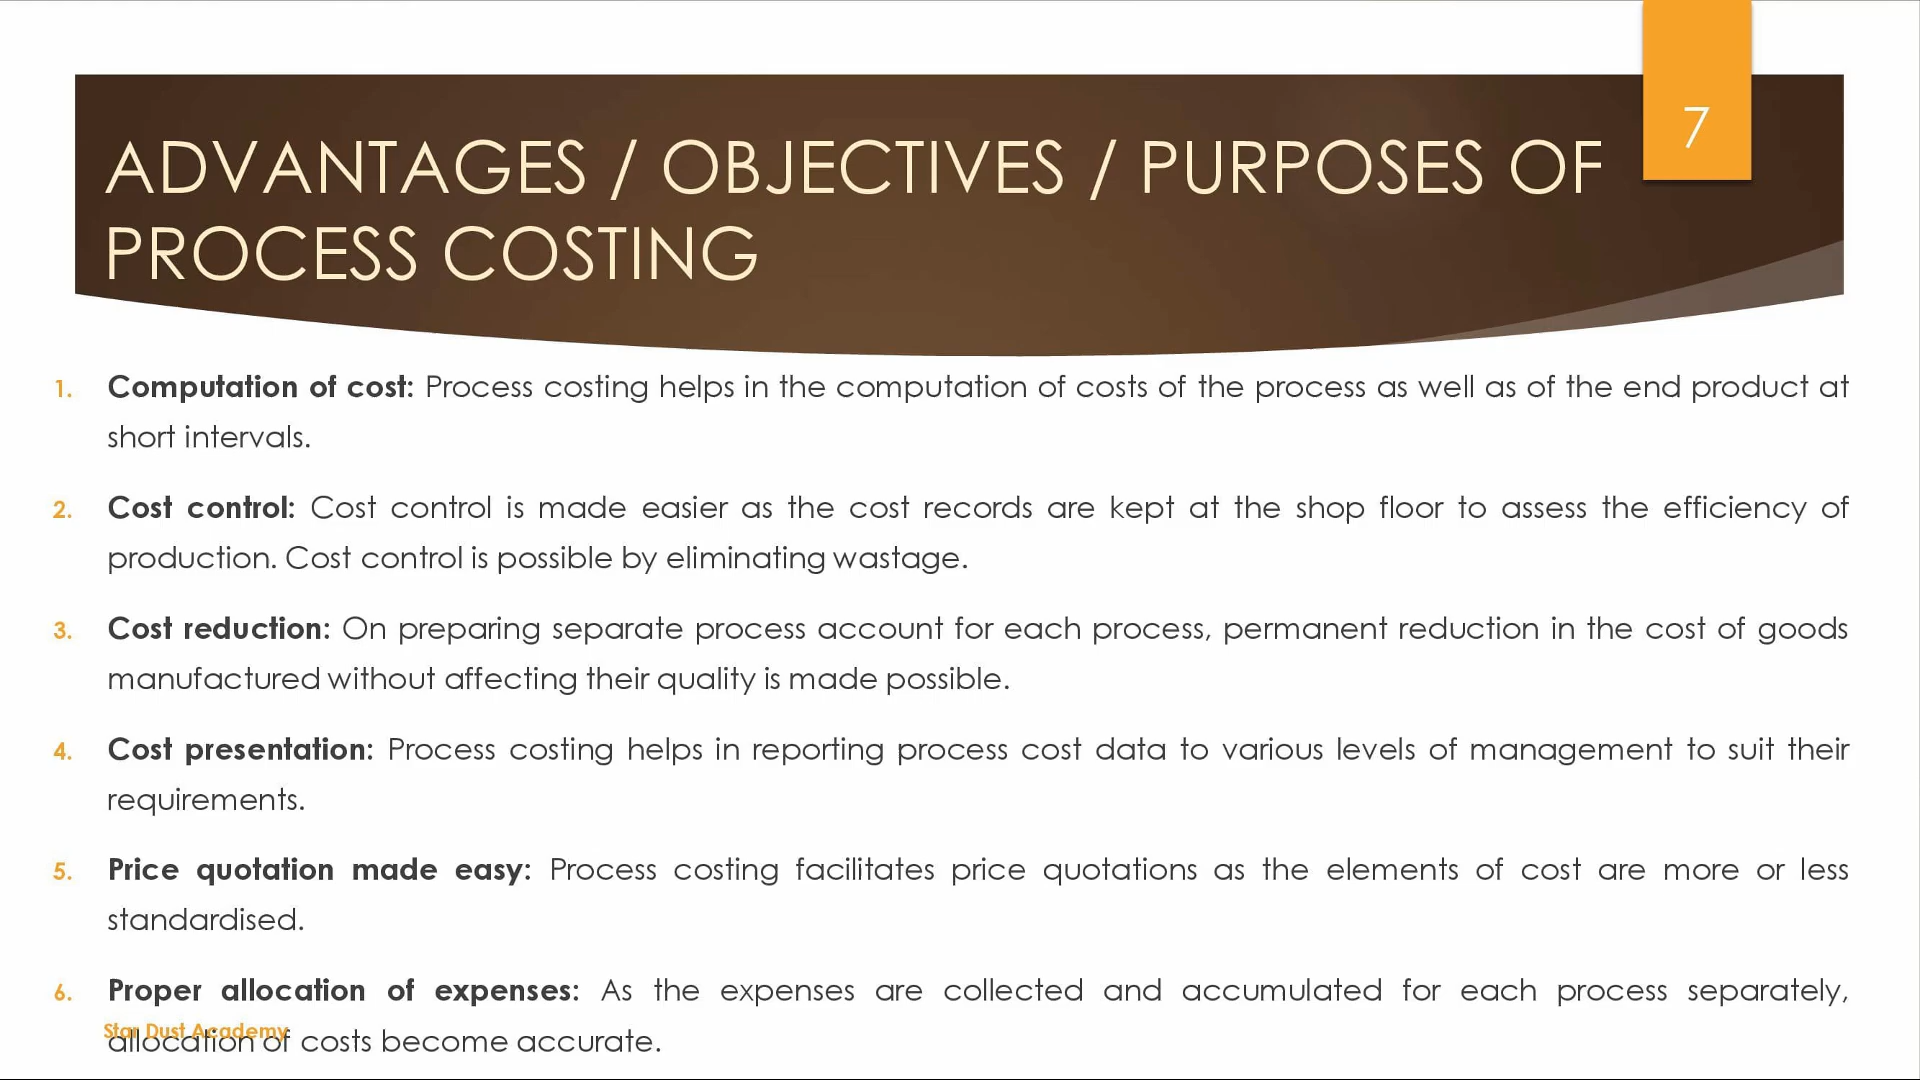 7
ADVANTAGES / OBJECTIVES / PURPOSES OF
PROCESS COSTING
1. Computation of cost: Process costing helps in the computation of costs of the process as well as of the end product at
short intervals.
2. Cost control: Cost control is made easier as the cost records are kept at the shop floor to assess the efficiency of
production. Cost control is possible by eliminating wastage.
3. Cost reduction: On preparing separate process account for each process, permanent reduction in the cost of goods
manufactured without affecting their quality is made possible.
4. Cost presentation: Process costing helps in reporting process cost data to various levels of management to suit their
requirements.
5. Price quotation made easy: Process costing facilitates price quotations as the elements of cost are more or less
standardised.
6. Proper allocation of expenses: As the expenses are collected and accumulated for each process separately,
allocation of costs become accurate.
Star Dust Academy